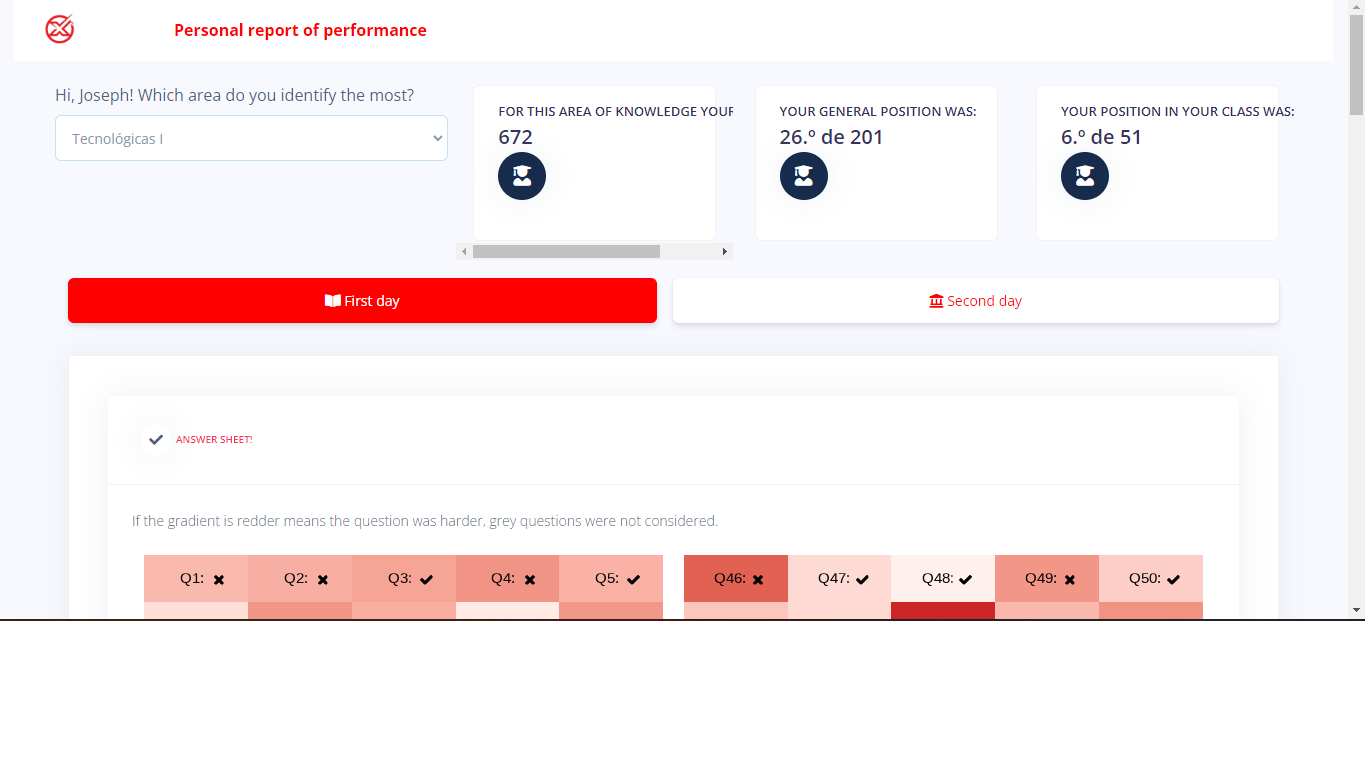 Personal report of performance
Hi, Joseph! Which area do you identify the most?
Tecnológicas I
FOR THIS AREA OF KNOWLEDGE YOUR
672
YOUR GENERAL POSITION WAS:
26.º de 201
YOUR POSITION IN YOUR CLASS WAS:
6.º de 51
First day
Second day
ANSWER SHEET!
If the gradient is redder means the question was harder, grey questions were not considered.
Q1: ✖ Q2: ✖ Q3: ✔ Q4: ✖ Q5: ✔ Q46: ✖ Q47: ✔ Q48: ✔ Q49: ✖ Q50: ✔